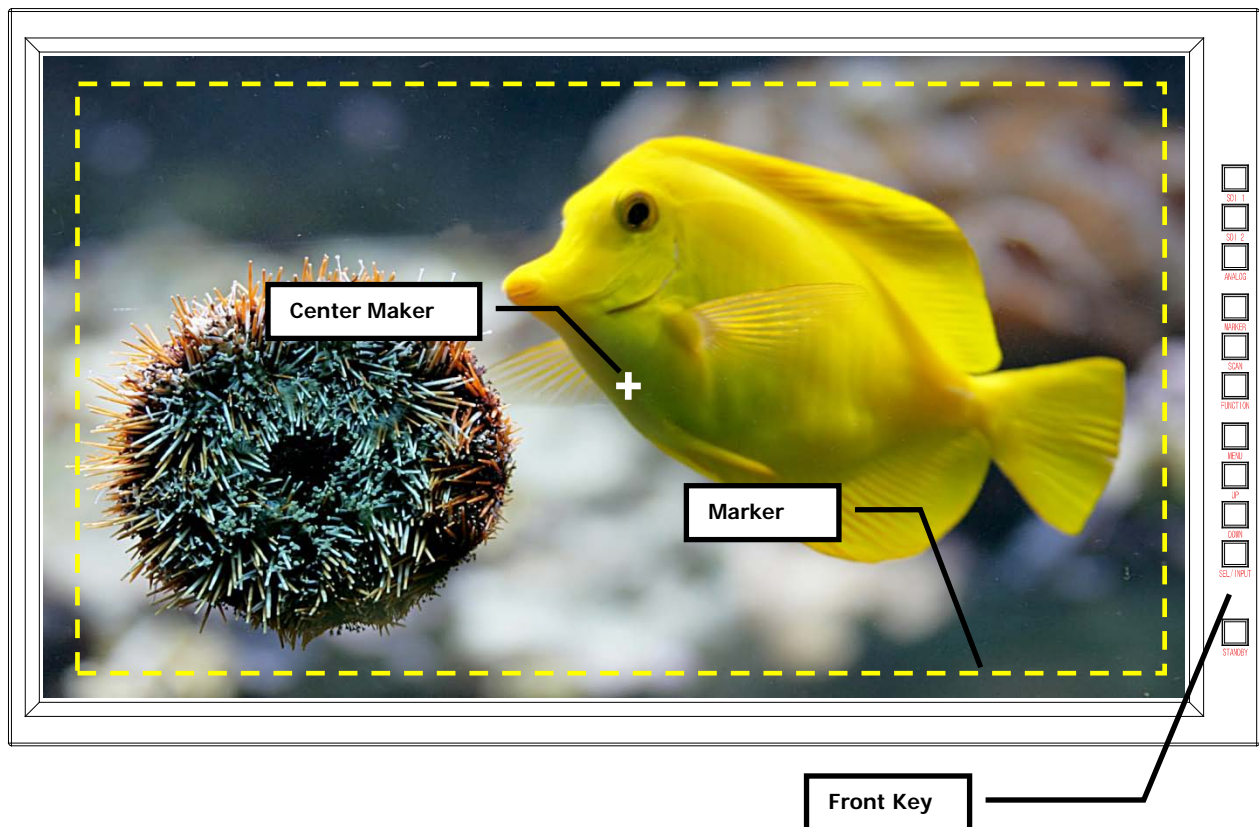 SDI 1
SDI 2
ANALOG
Center Maker
MARKER
SCAN
FUNCTION
MENU
UP
Marker
DOWN
SEL/INPUT
STANDBY
Front Key